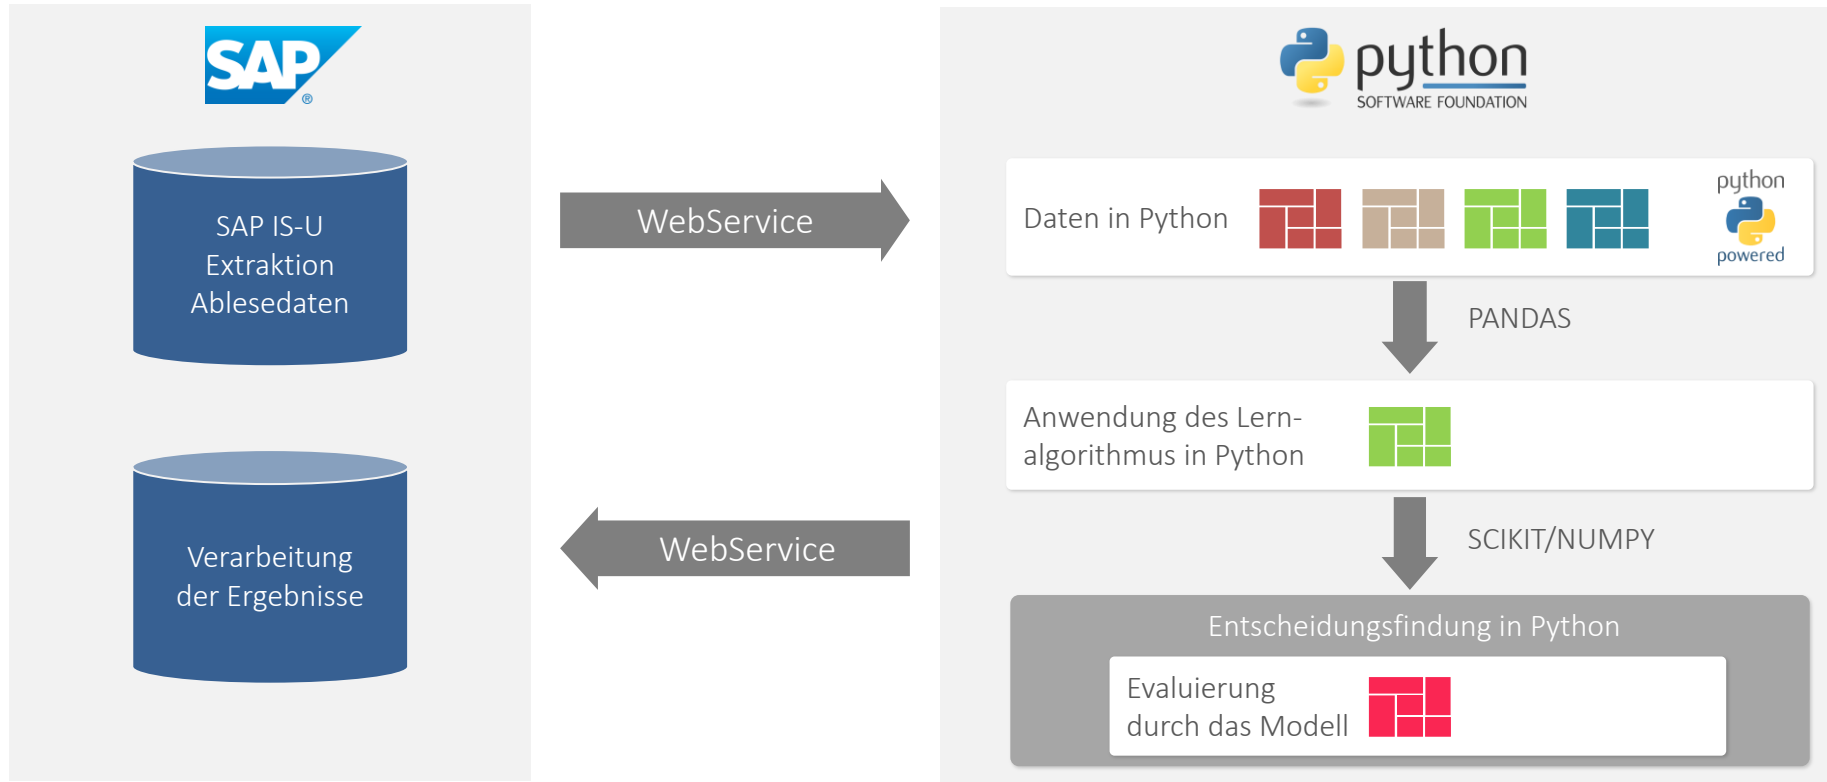 SAP
®
SAP IS-U
Extraktion
Ablesedaten
Verarbeitung
der Ergebnisse
WebService
WebService
python
SOFTWARE FOUNDATION
Daten in Python
python
powered
PANDAS
Anwendung des Lern-
algorithmus in Python
SCIKIT/NUMPY
Entscheidungsfindung in Python
Evaluierung
durch das Modell